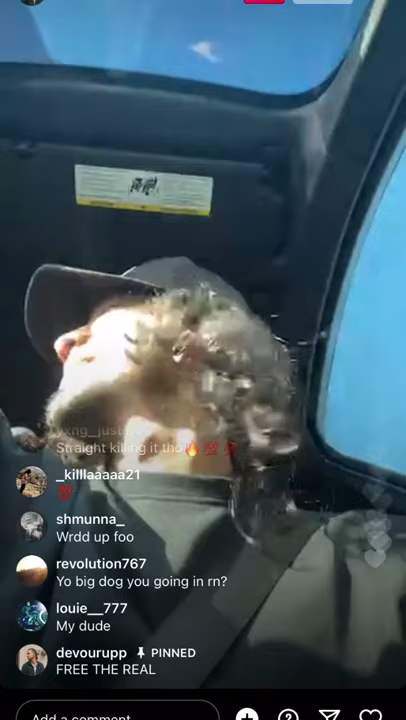 Straight killing it tho🔥💯
_killlaaaaa21
💯
shmunna_
Wrdd up foo
revolution767
Yo big dog you going in rn?
louie__777
My dude
devourupp PINNED
FREE THE REAL
Add a comment